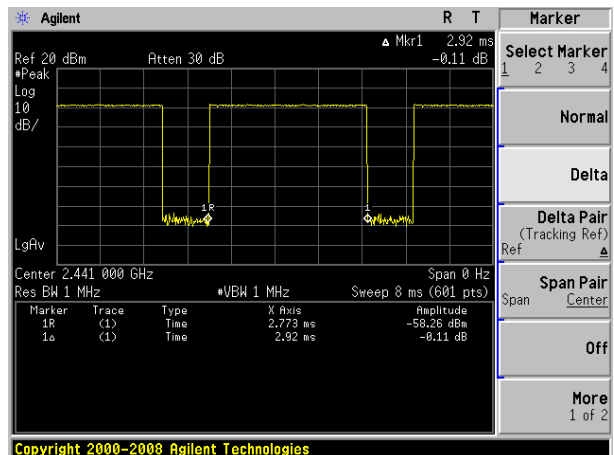 Agilent R T
▲ Mkr1 2.92 ms
Ref 20 dBm Atten 30 dB -0.11 dB
#Peak
Log
10
dB/
1R
1
LgAv
Center 2.441 000 GHz Span 0 Hz
Res BW 1 MHz #VBW 1 MHz Sweep 8 ms (601 pts)
Marker Trace Type X Axis Amplitude
1R (1) Time 2.773 ms -58.26 dBm
1▵ (1) Time 2.92 ms -0.11 dB
Copyright 2000-2008 Agilent Technologies
Marker
Select Marker
1 2 3 4
Normal
Delta
Delta Pair
(Tracking Ref)
Ref ▵
Span Pair
Span Center
Off
More
1 of 2